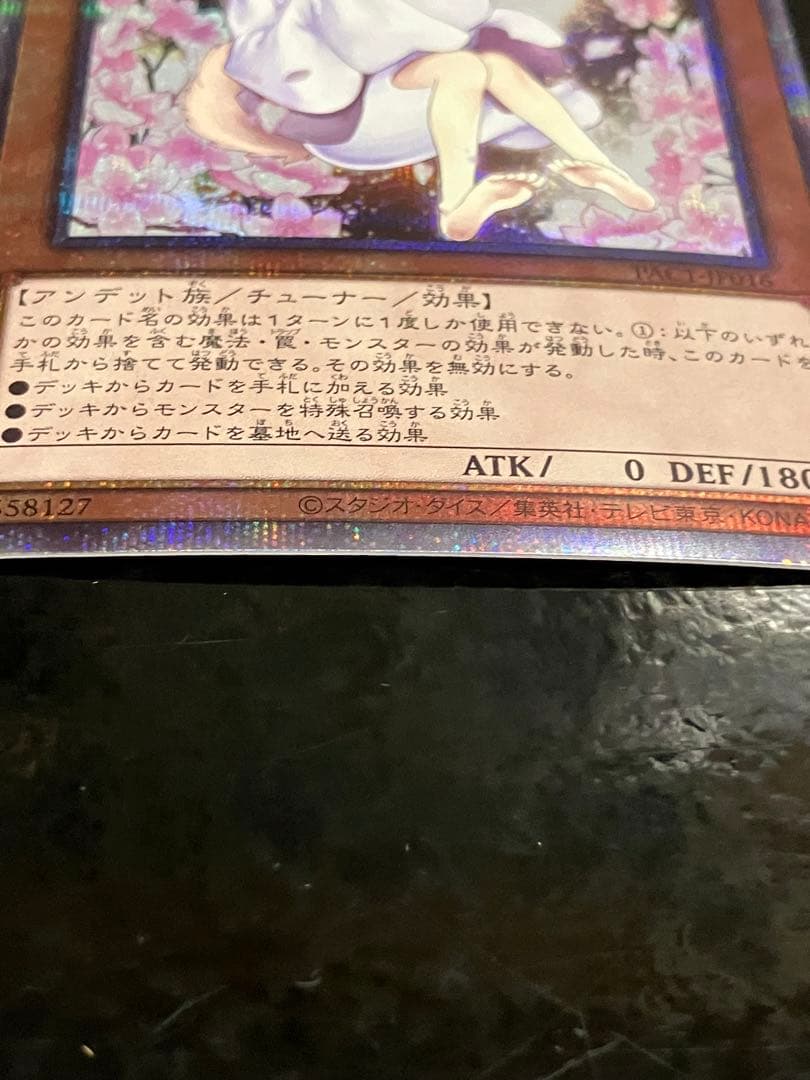 PAC1-JP016
【アンデット族／チューナー／効果】
このカード名の効果は1ターンに1度しか使用できない。①：以下のいずれ
かの効果を含む魔法・罠・モンスターの効果が発動した時、このカードを
手札から捨てて発動できる。その効果を無効にする。
●デッキからカードを手札に加える効果
●デッキからモンスターを特殊召喚する効果
●デッキからカードを墓地へ送る効果
ATK/ 0 DEF/180
558127 ©スタジオ・ダイス／集英社・テレビ東京・KONA